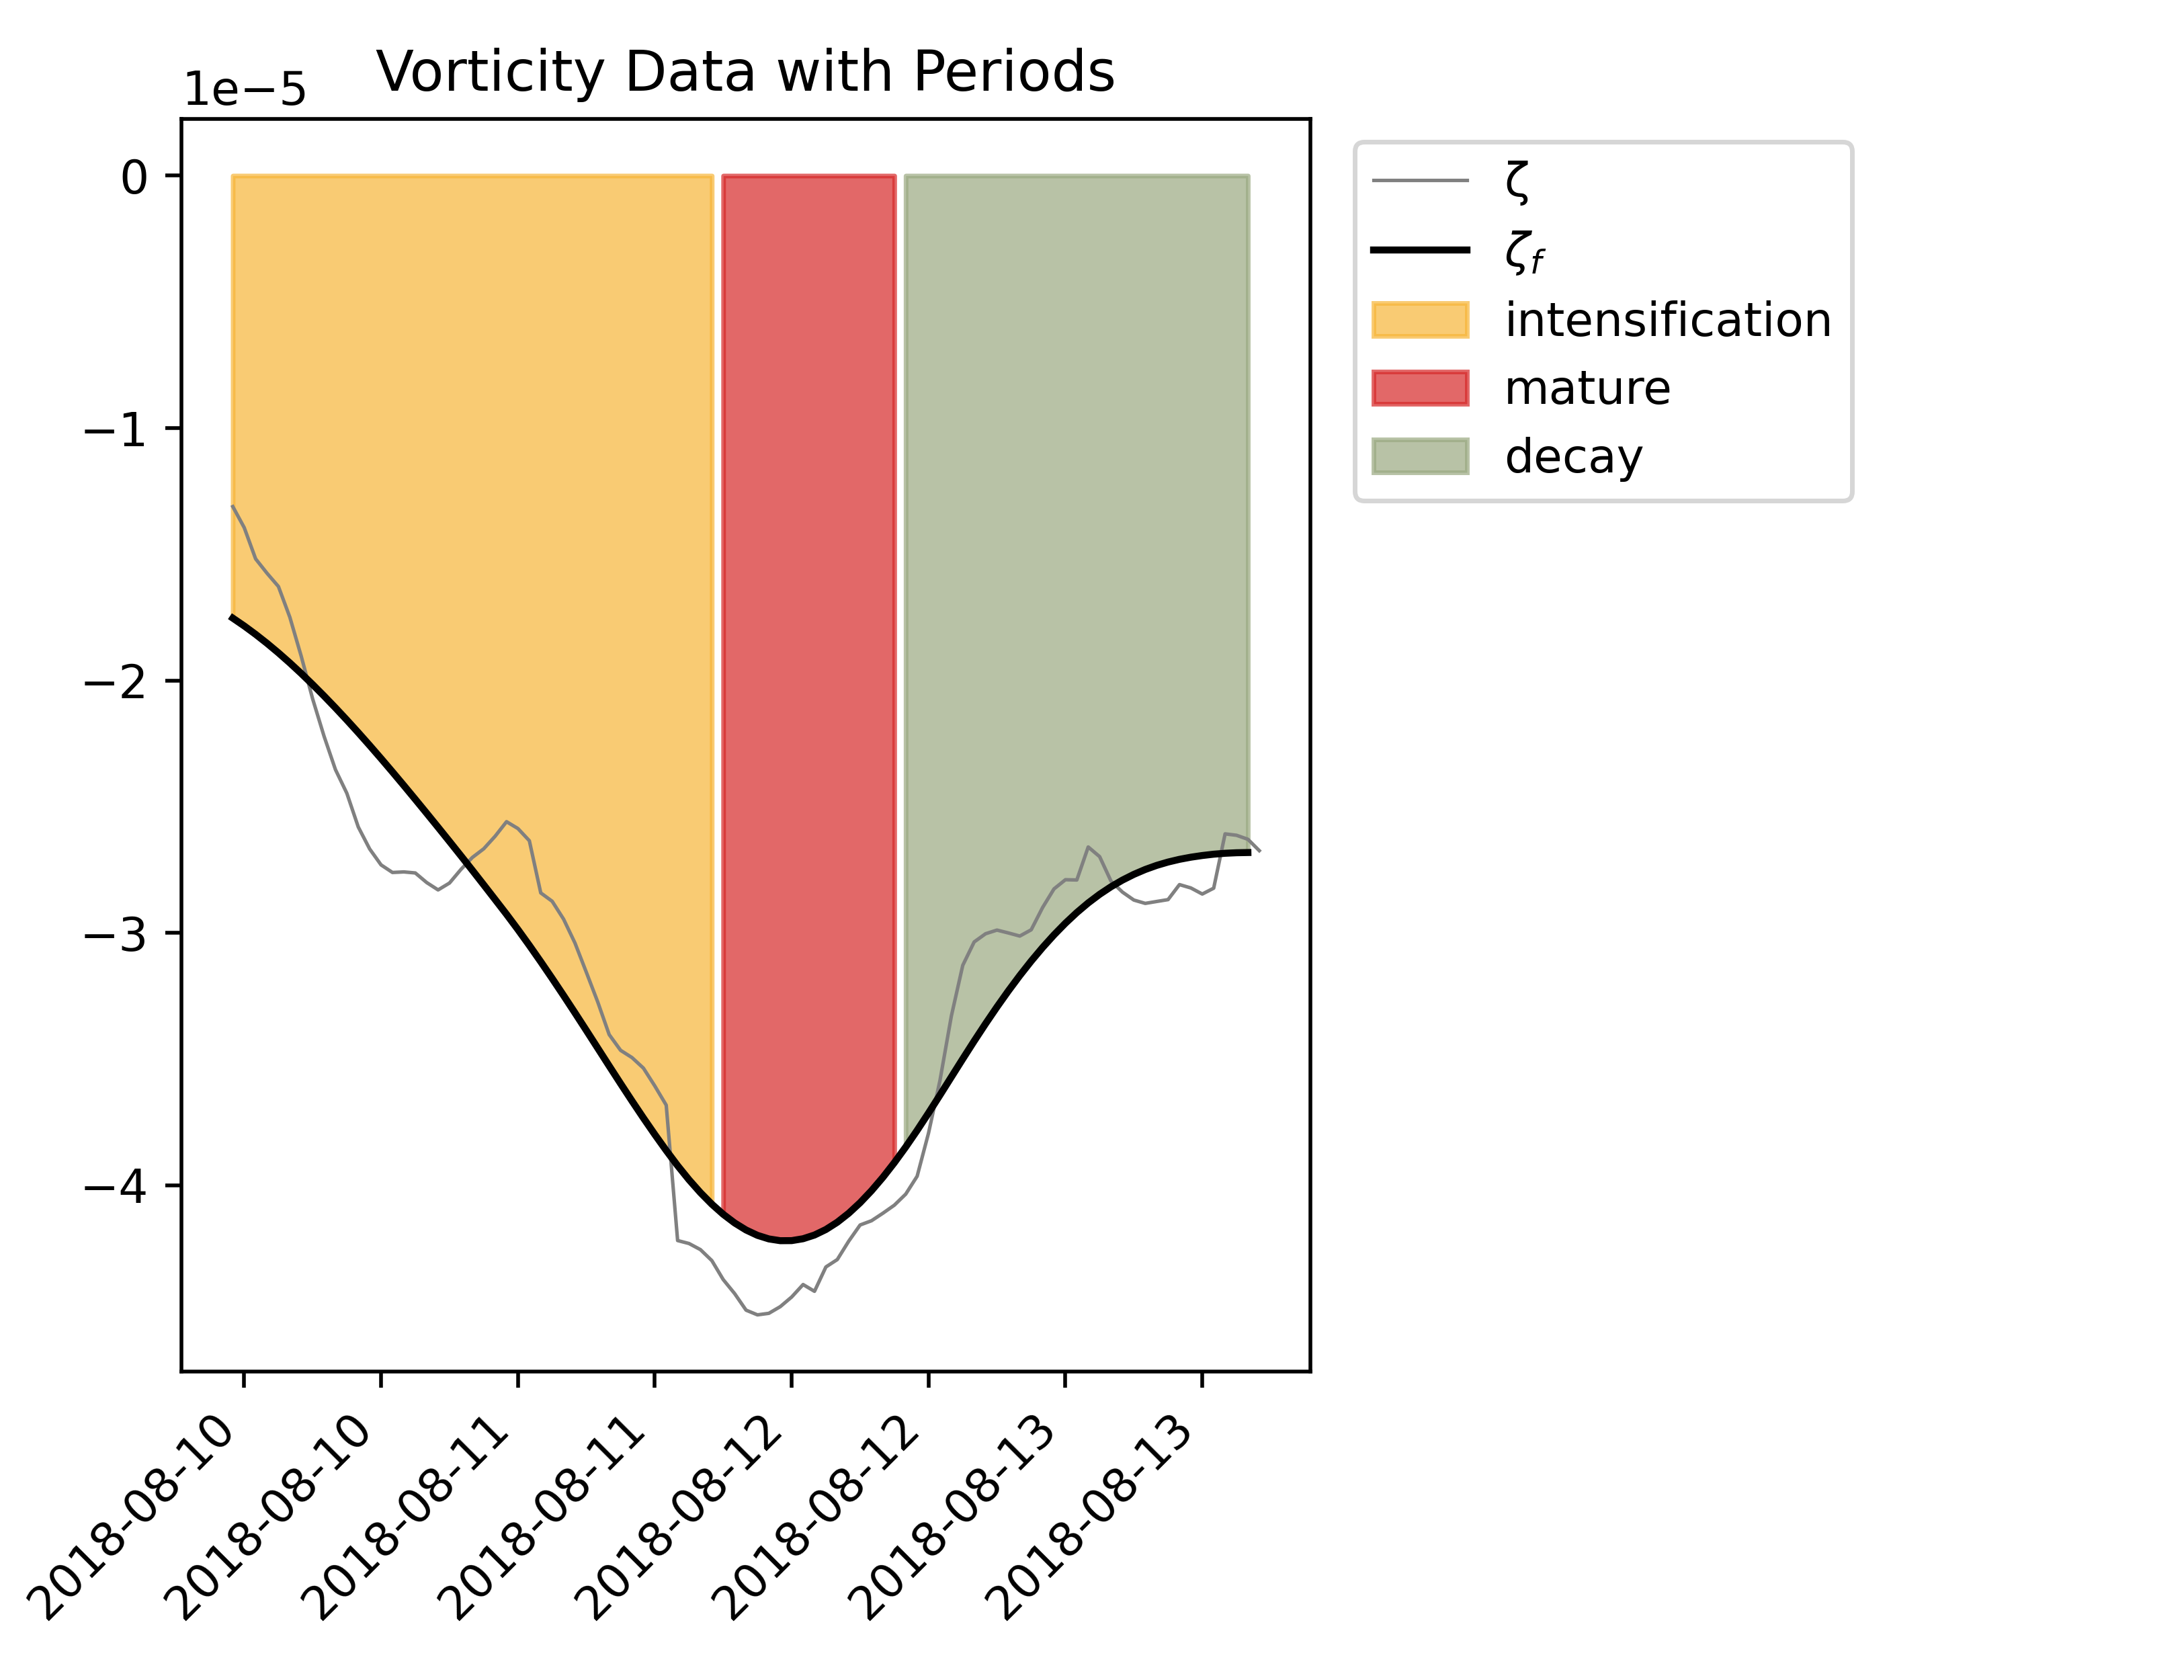 Vorticity Data with Periods
1e−5
0
−1
−2
−3
−4
2018-08-10
2018-08-10
2018-08-11
2018-08-11
2018-08-12
2018-08-12
2018-08-13
2018-08-13
ζ
ζf
intensification
mature
decay